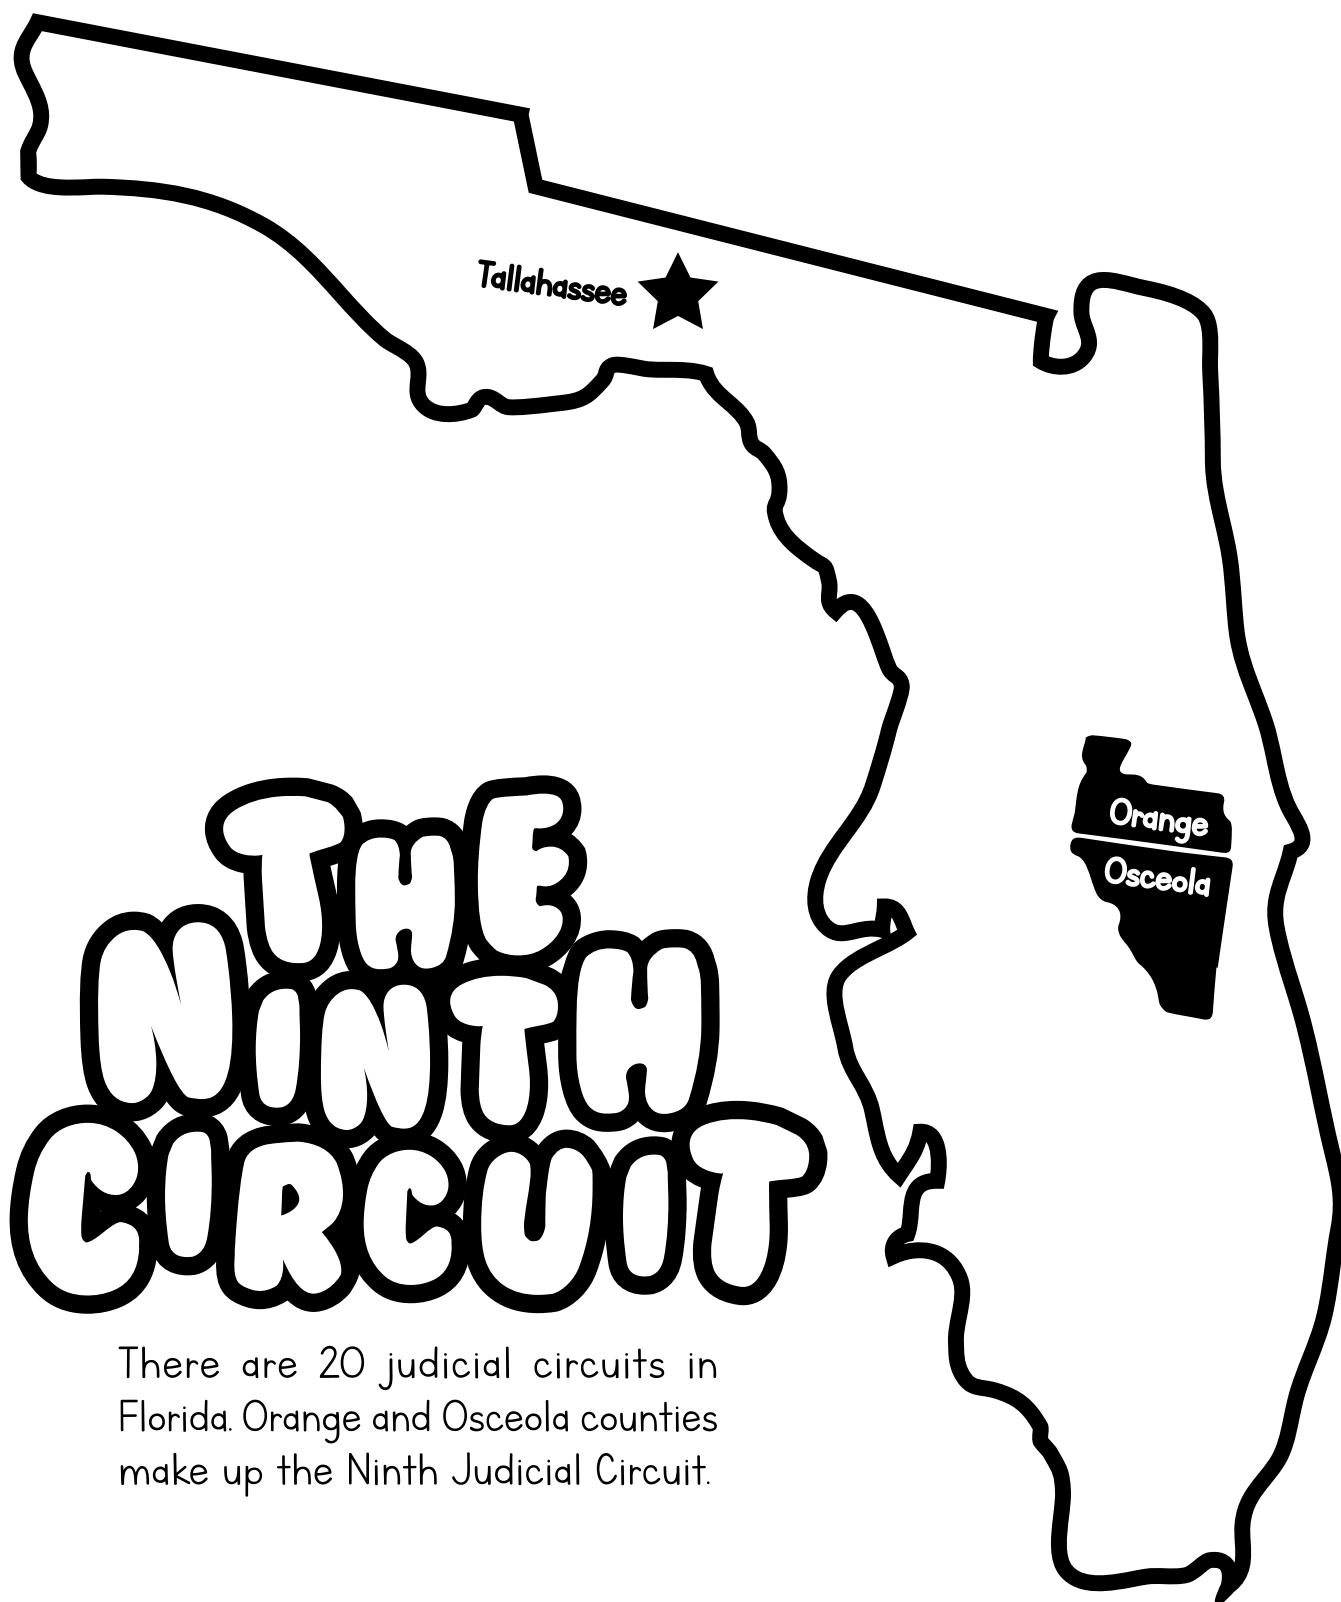 Tallahassee
Orange
Osceola
THE
NINTH
CIRCUIT
There are 20 judicial circuits in
Florida. Orange and Osceola counties
make up the Ninth Judicial Circuit.